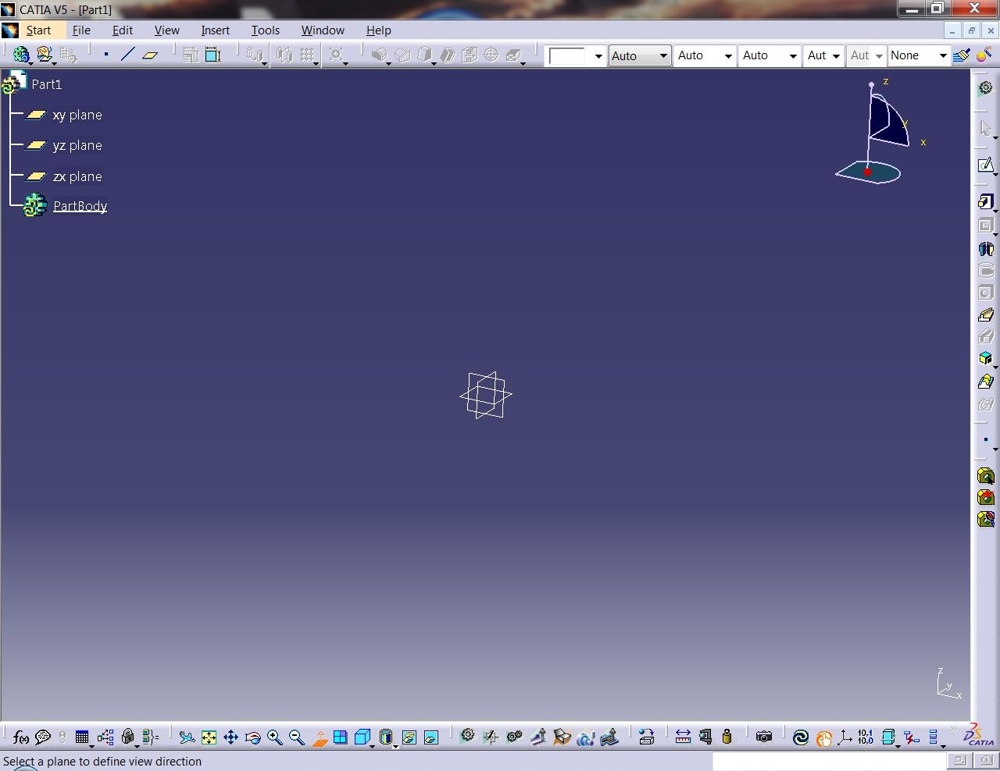 CATIA V5 - [Part1]
Start File Edit View Insert Tools Window Help
Auto Auto Auto Aut Aut None
Part1
xy plane
yz plane
zx plane
PartBody
z
y
x
z
y
x
f(x)
10.1
10.0
CATIA
Select a plane to define view direction